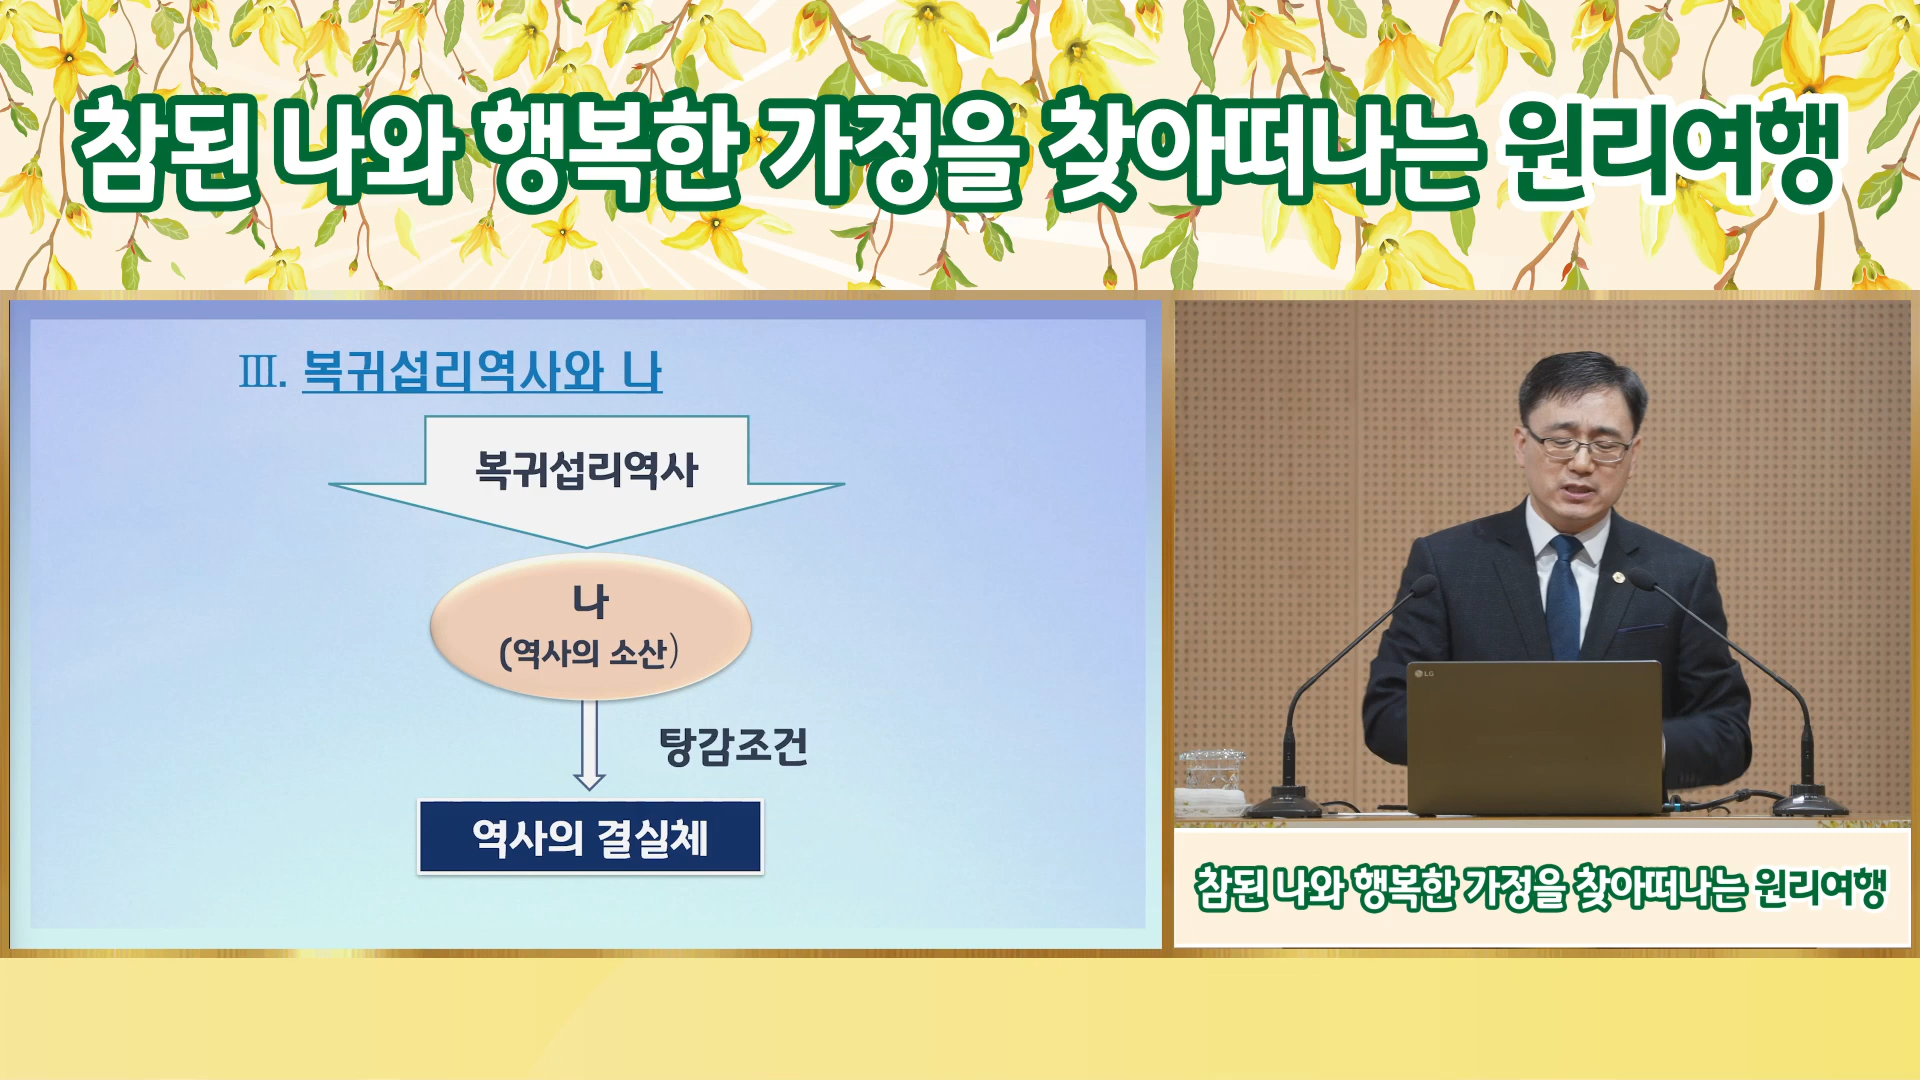 참된 나와 행복한 가정을 찾아떠나는 원리여행
Ⅲ. 복귀섭리역사와 나
복귀섭리역사
나
(역사의 소산)
탕감조건
역사의 결실체
LG
참된 나와 행복한 가정을 찾아떠나는 원리여행